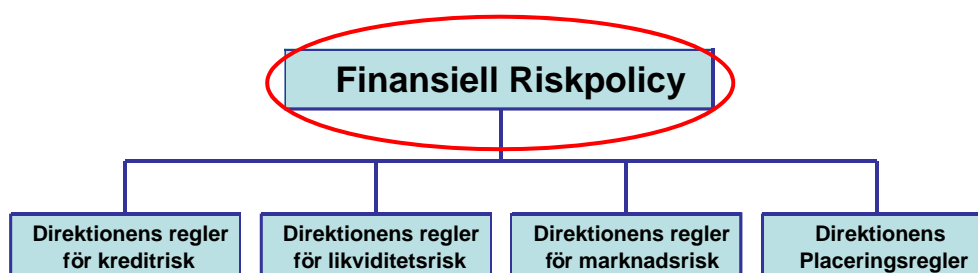 Finansiell Riskpolicy
Direktionens regler
för kreditrisk
Direktionens regler
för likviditetsrisk
Direktionens regler
för marknadsrisk
Direktionens
Placeringsregler